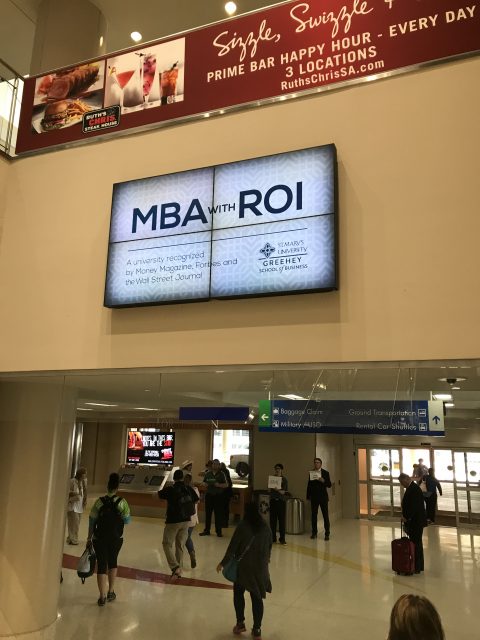 Sizzle, Swizzle
PRIME BAR HAPPY HOUR - EVERY DAY
3 LOCATIONS
RuthsChrisSA.com
RUTH'S
CHRIS
STEAK HOUSE
MBA WITH ROI
A university recognized
by Money Magazine, Forbes and
the Wall Street Journal
ST. MARY'S
UNIVERSITY
GREEHEY
SCHOOL of BUSINESS
Baggage Claim
Military / USO
Ground Transportation
Rental Car Shuttles